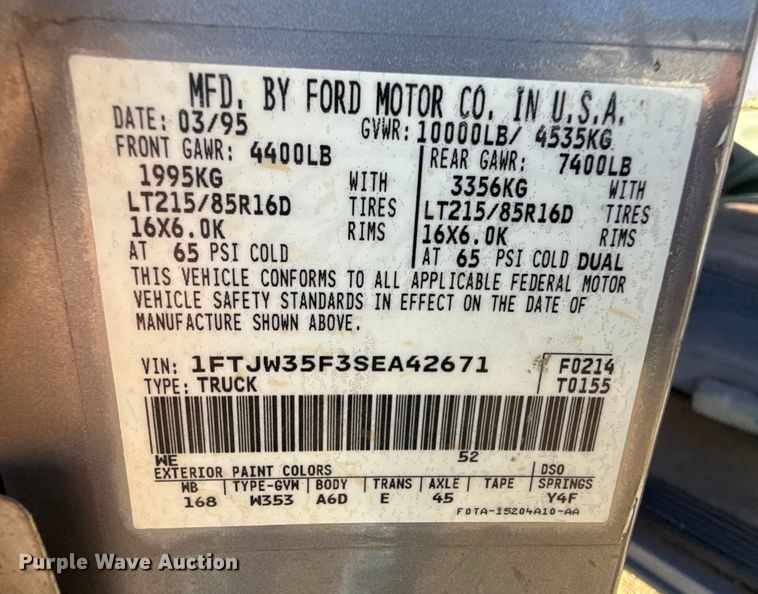 MFD. BY FORD MOTOR CO. IN U.S.A.
DATE: 03/95 GVWR: 10000LB/ 4535KG
FRONT GAWR: 4400LB REAR GAWR: 7400LB
1995KG WITH 3356KG WITH
LT215/85R16D TIRES LT215/85R16D TIRES
16X6.0K RIMS 16X6.0K RIMS
AT 65 PSI COLD AT 65 PSI COLD DUAL
THIS VEHICLE CONFORMS TO ALL APPLICABLE FEDERAL MOTOR
VEHICLE SAFETY STANDARDS IN EFFECT ON THE DATE OF
MANUFACTURE SHOWN ABOVE.
VIN: 1FTJW35F3SEA42671 F0214
TYPE: TRUCK T0155
WE 52
EXTERIOR PAINT COLORS DSO
WB TYPE-GVW BODY TRANS AXLE TAPE SPRINGS
168 W353 A6D E 45 Y4F
F0TA-15204A10-AA
Purple Wave Auction